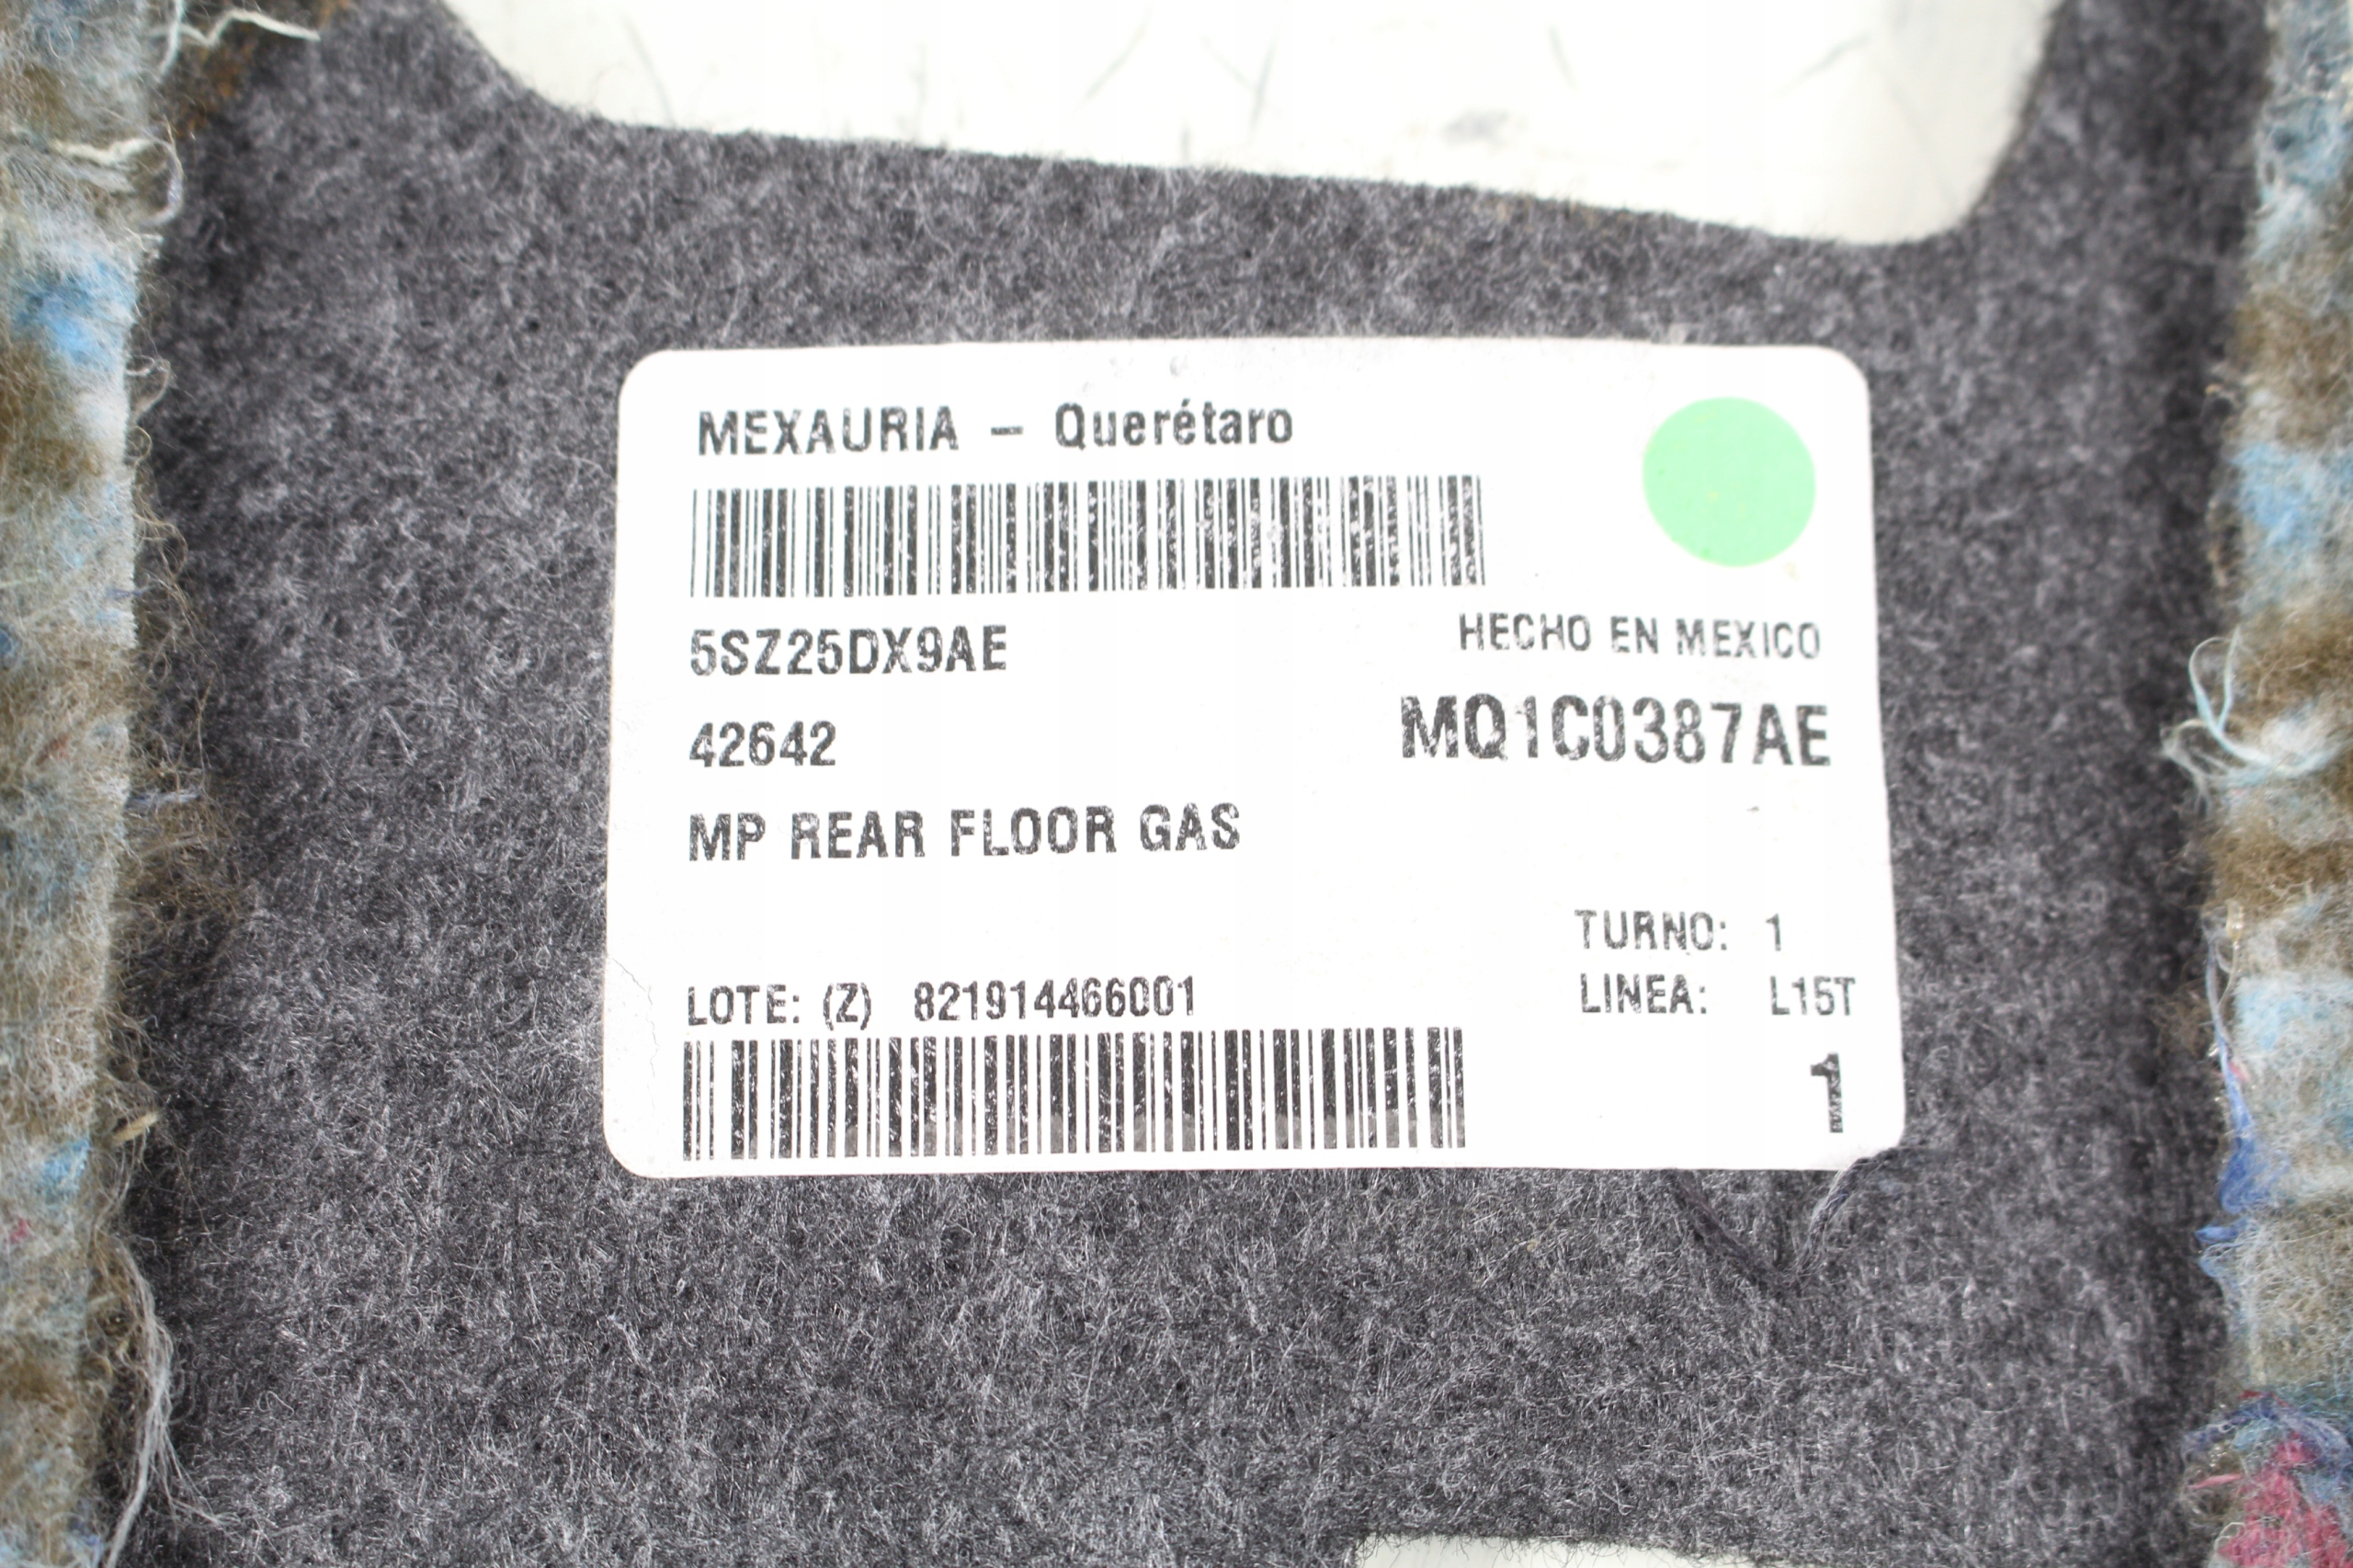 MEXAURIA – Querétaro
5SZ25DX9AE
HECHO EN MEXICO
42642
MQ1C0387AE
MP REAR FLOOR GAS
TURNO: 1
LOTE: (Z) 821914466001
LINEA: L15T
1